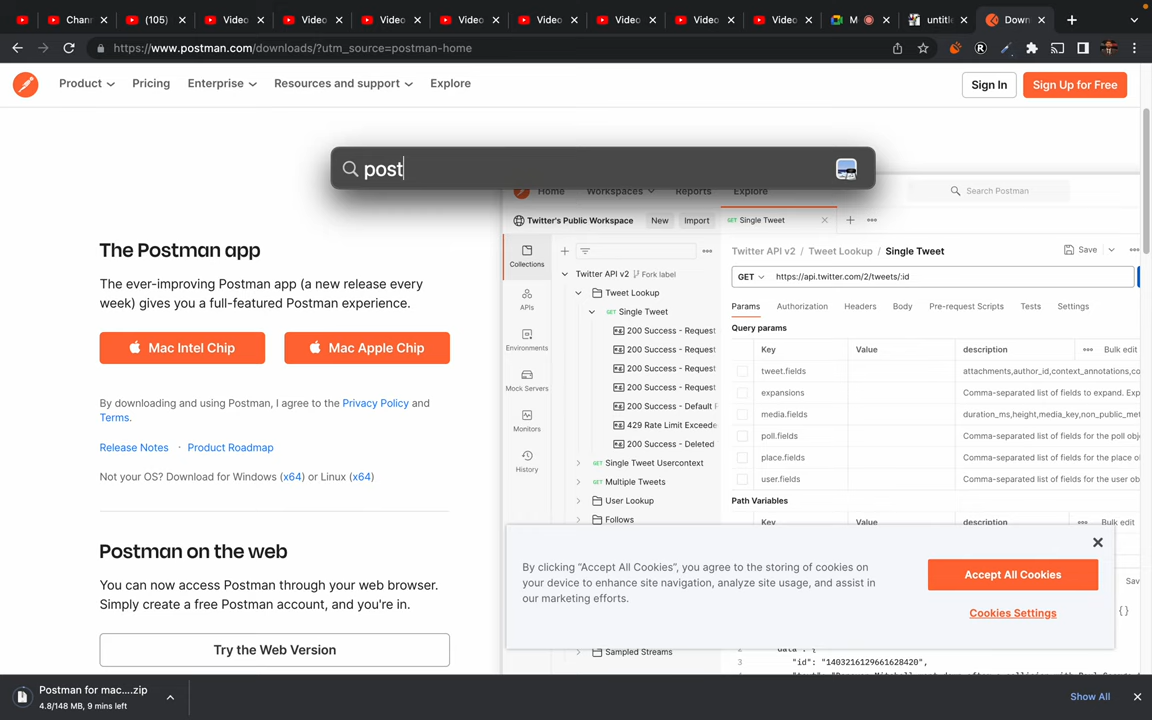 Chann
(105)
Video
Video
Video
Video
Video
Video
Video
Video
M
untitle
Down
https://www.postman.com/downloads/?utm_source=postman-home
Product
Pricing
Enterprise
Resources and support
Explore
Sign In
Sign Up for Free
post
Home
Workspaces
Reports
Explore
Search Postman
Twitter's Public Workspace
New
Import
GET Single Tweet
Collections
APIs
Environments
Mock Servers
Monitors
History
Twitter API v2
Fork label
Tweet Lookup
GET Single Tweet
200 Success - Request
200 Success - Request
200 Success - Request
200 Success - Request
200 Success - Default
429 Rate Limit Exceede
200 Success - Deleted
GET Single Tweet Usercontext
GET Multiple Tweets
User Lookup
Follows
Sampled Streams
Twitter API v2 / Tweet Lookup / Single Tweet
Save
GET
https://api.twitter.com/2/tweets/:id
Params
Authorization
Headers
Body
Pre-request Scripts
Tests
Settings
Query params
Key
Value
description
Bulk edit
tweet.fields
attachments,author_id,context_annotations,co
expansions
Comma-separated list of fields to expand. Exp
media.fields
duration_ms,height,media_key,non_public_met
poll.fields
Comma-separated list of fields for the poll obj
place.fields
Comma-separated list of fields for the place o
user.fields
Comma-separated list of fields for the user ob
Path Variables
Key
Value
description
Bulk edit
Sav
{ }
2
"data": {
3
"id": "1403216129661628420",
The Postman app
The ever-improving Postman app (a new release every
week) gives you a full-featured Postman experience.
Mac Intel Chip
Mac Apple Chip
By downloading and using Postman, I agree to the Privacy Policy and
Terms.
Release Notes · Product Roadmap
Not your OS? Download for Windows (x64) or Linux (x64)
Postman on the web
You can now access Postman through your web browser.
Simply create a free Postman account, and you're in.
Try the Web Version
By clicking “Accept All Cookies”, you agree to the storing of cookies on
your device to enhance site navigation, analyze site usage, and assist in
our marketing efforts.
Accept All Cookies
Cookies Settings
Postman for mac....zip
4.8/148 MB, 9 mins left
Show All